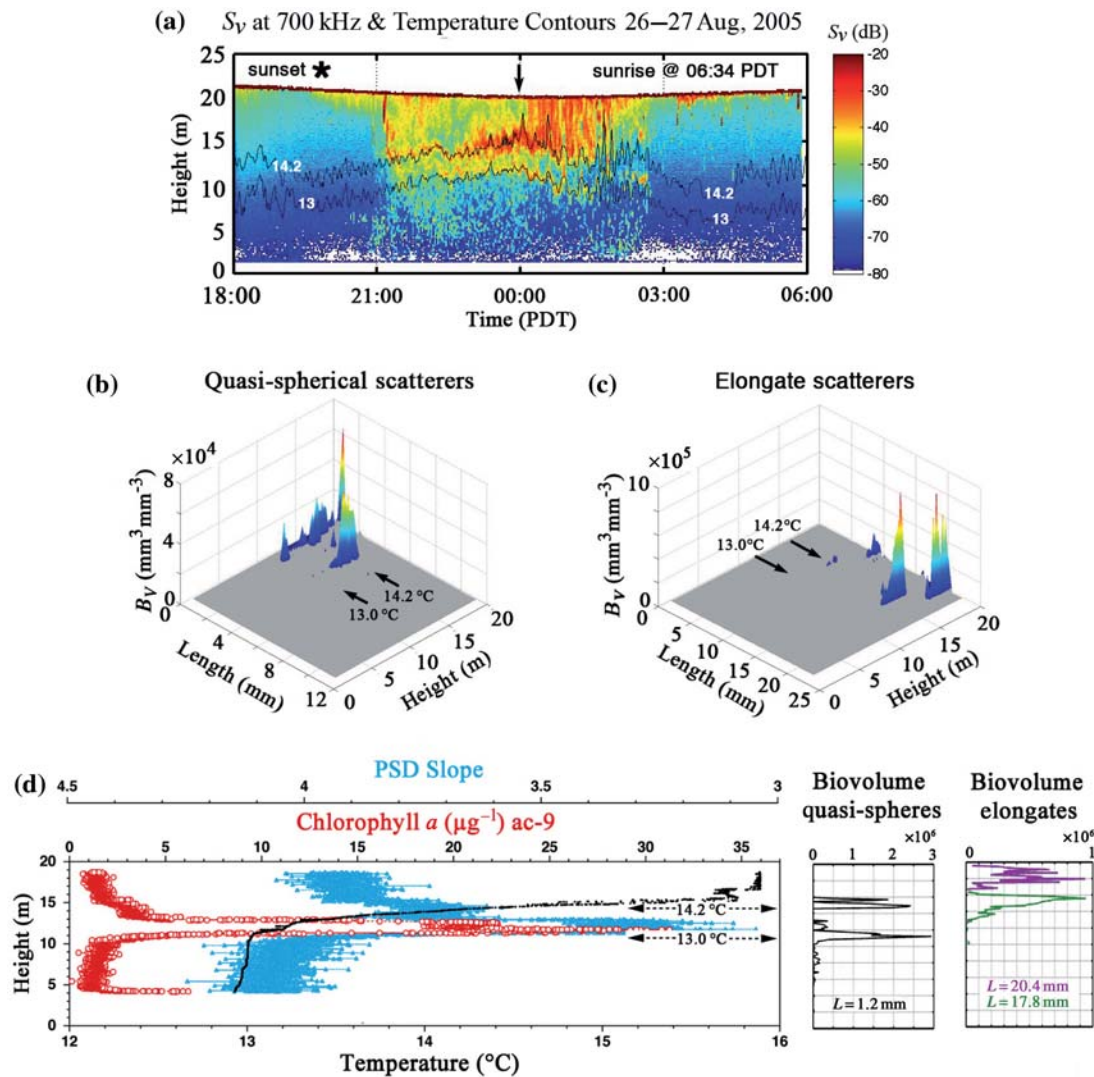 (a) Sv at 700 kHz & Temperature Contours 26–27 Aug, 2005
Sv (dB)
sunset * sunrise @ 06:34 PDT
Height (m)
25
20
15
10
5
0
14.2
13
14.2
13
18:00 21:00 00:00 03:00 06:00
Time (PDT)
-20
-30
-40
-50
-60
-70
-80
(b) Quasi-spherical scatterers
×10⁴
Bv (mm³ mm⁻³)
8
4
0
0 4 8 12
Length (mm)
0 5 10 15 20
Height (m)
14.2 °C
13.0 °C
(c) Elongate scatterers
×10⁵
Bv (mm³ mm⁻³)
10
5
0
0 5 10 15 20 25
Length (mm)
0 5 10 15 20
Height (m)
14.2 °C
13.0 °C
(d) PSD Slope
4.5 4 3.5 3
Chlorophyll a (µg⁻¹) ac-9
0 5 10 15 20 25 30 35
Height (m)
20
15
10
5
0
14.2 °C
13.0 °C
12 13 14 15 16
Temperature (°C)
Biovolume
quasi-spheres
×10⁶
0 1 2 3
L = 1.2 mm
Biovolume
elongates
×10⁶
0 2 4 6 8 1
L = 20.4 mm
L = 17.8 mm